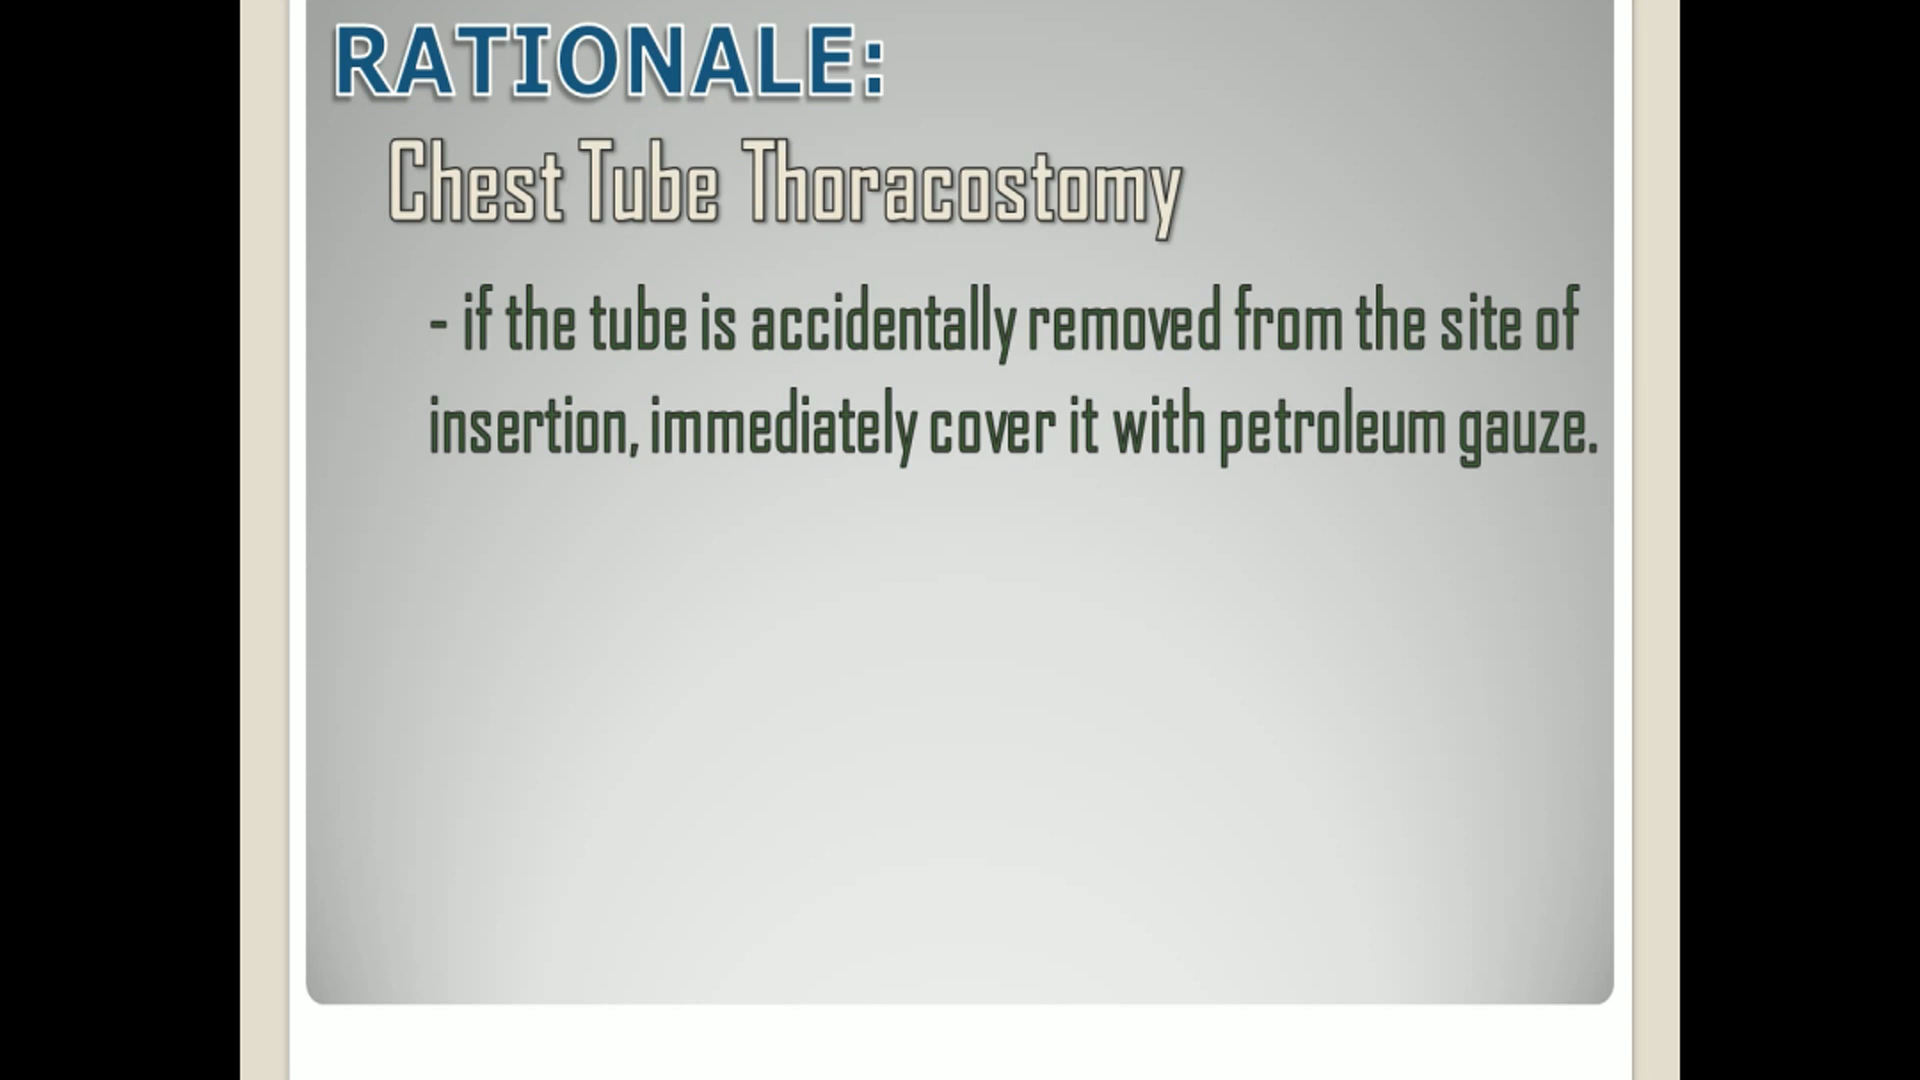 RATIONALE:
Chest Tube Thoracostomy
- if the tube is accidentally removed from the site of
insertion, immediately cover it with petroleum gauze.